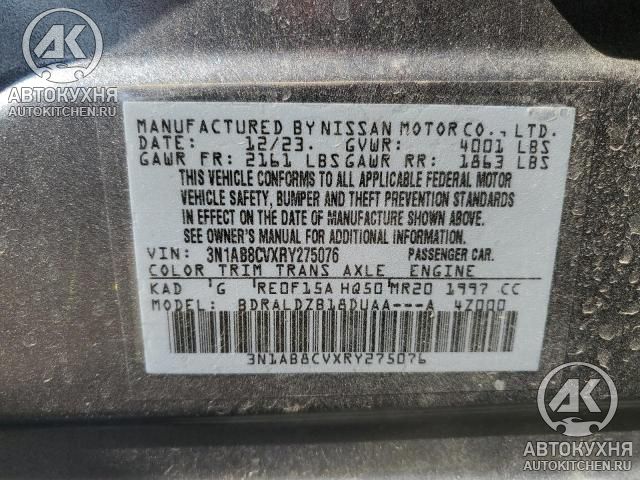 AK
АВТОКУХНЯ
AUTOKITCHEN.RU
MANUFACTURED BY NISSAN MOTOR CO., LTD.
DATE: 12/23. GVWR: 4001 LBS
GAWR FR: 2161 LBS GAWR RR: 1863 LBS
THIS VEHICLE CONFORMS TO ALL APPLICABLE FEDERAL MOTOR
VEHICLE SAFETY, BUMPER AND THEFT PREVENTION STANDARDS
IN EFFECT ON THE DATE OF MANUFACTURE SHOWN ABOVE.
SEE OWNER'S MANUAL FOR ADDITIONAL INFORMATION.
VIN: 3N1AB8CVXRY275076 PASSENGER CAR.
COLOR TRIM TRANS AXLE ENGINE
KAD G RE0F15A HQ50 MR20 1997 CC
MODEL: BDRALDZB18DUAA---A 4Z000
3N1AB8CVXRY275076
AK
АВТОКУХНЯ
AUTOKITCHEN.RU